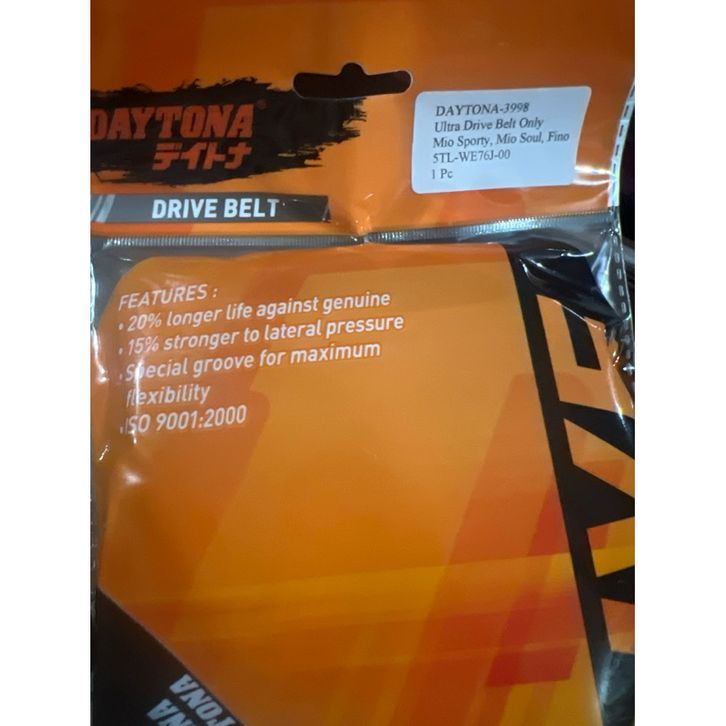 DAYTONA®
デイトナ
DRIVE BELT
DAYTONA-3998
Ultra Drive Belt Only
Mio Sporty, Mio Soul, Fino
5TL-WE76J-00
1 Pc
FEATURES :
• 20% longer life against genuine
• 15% stronger to lateral pressure
• Special groove for maximum
flexibility
• ISO 9001:2000